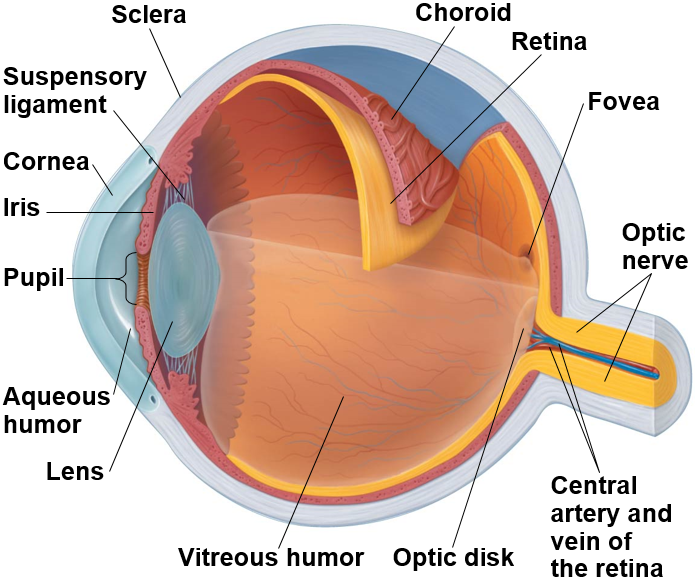 Sclera
Choroid
Retina
Suspensory
ligament
Fovea
Cornea
Iris
Optic
nerve
Pupil
Aqueous
humor
Lens
Central
artery and
vein of
the retina
Vitreous humor
Optic disk